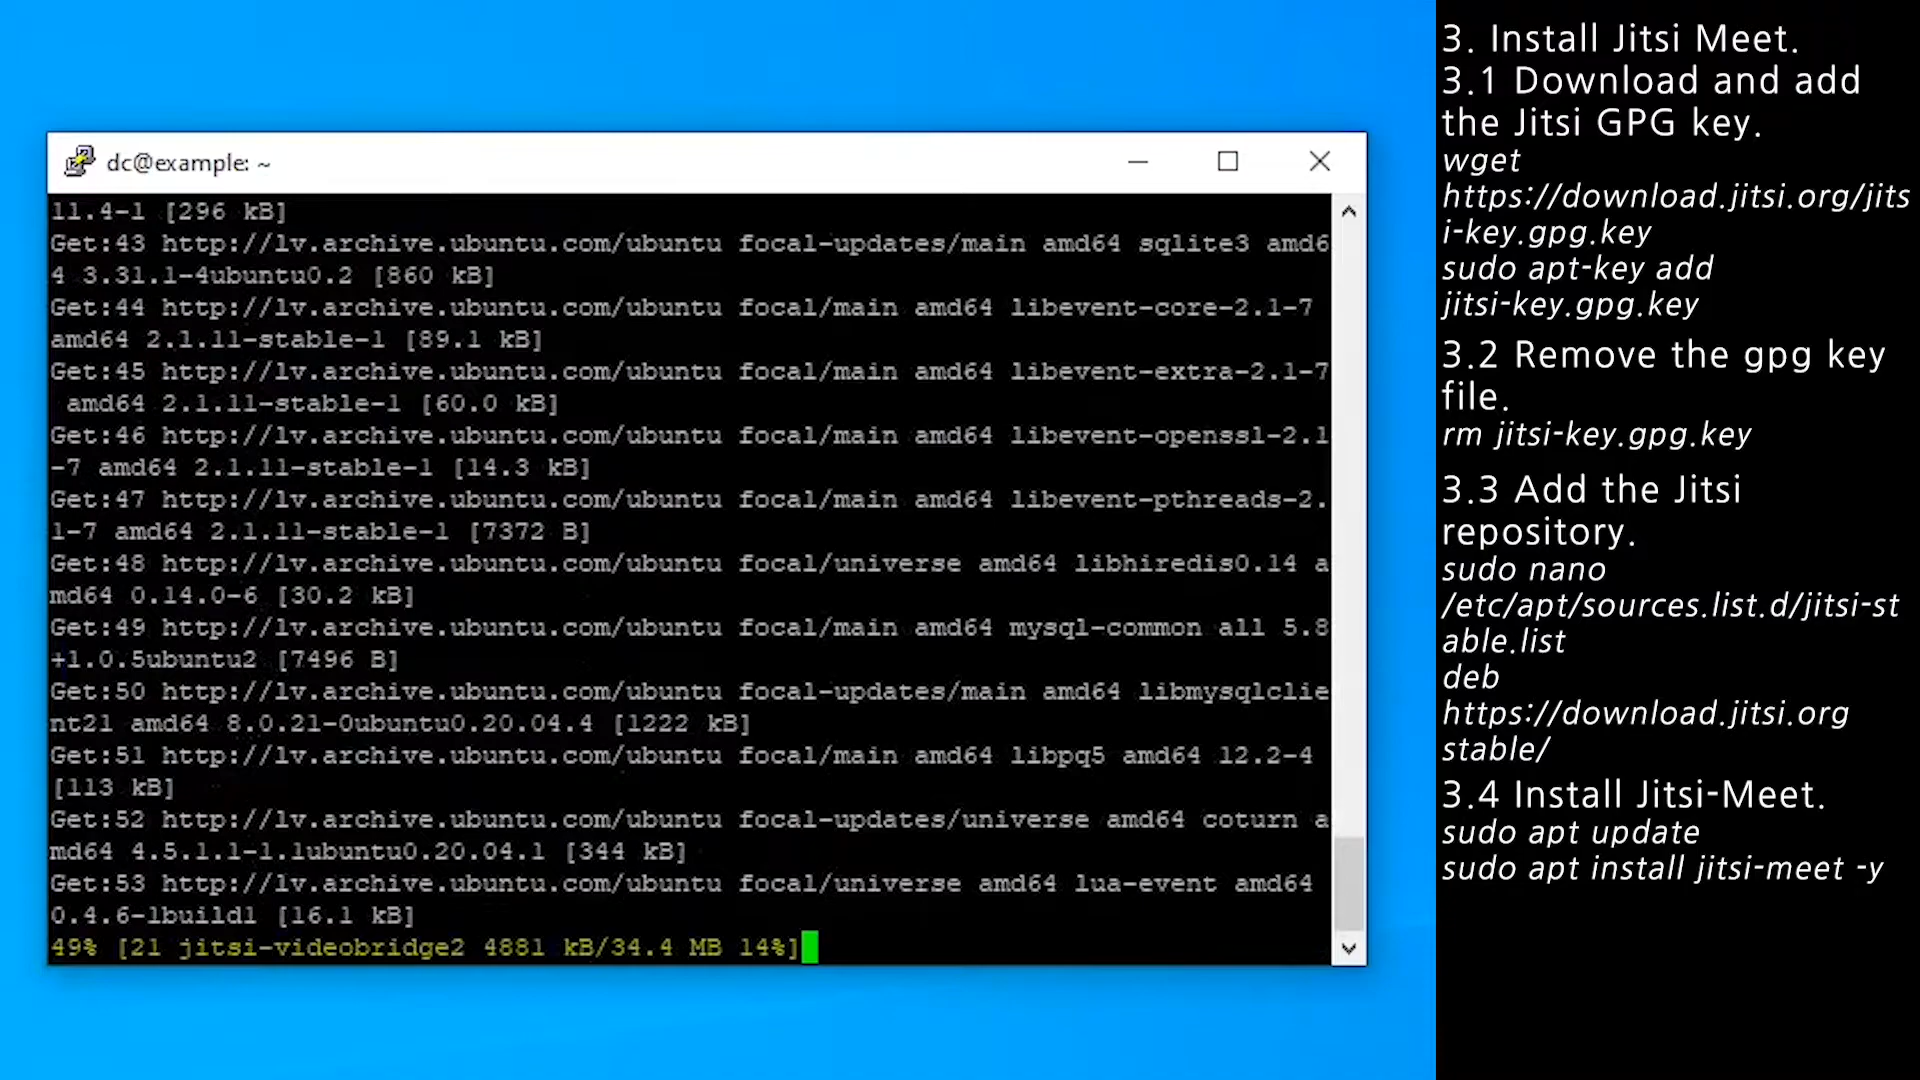 dc@example: ~
11.4-1 [296 kB]
Get:43 http://lv.archive.ubuntu.com/ubuntu focal-updates/main amd64 sqlite3 amd6
4 3.31.1-4ubuntu0.2 [860 kB]
Get:44 http://lv.archive.ubuntu.com/ubuntu focal/main amd64 libevent-core-2.1-7
amd64 2.1.11-stable-1 [89.1 kB]
Get:45 http://lv.archive.ubuntu.com/ubuntu focal/main amd64 libevent-extra-2.1-7
amd64 2.1.11-stable-1 [60.0 kB]
Get:46 http://lv.archive.ubuntu.com/ubuntu focal/main amd64 libevent-openssl-2.1
-7 amd64 2.1.11-stable-1 [14.3 kB]
Get:47 http://lv.archive.ubuntu.com/ubuntu focal/main amd64 libevent-pthreads-2.
1-7 amd64 2.1.11-stable-1 [7372 B]
Get:48 http://lv.archive.ubuntu.com/ubuntu focal/universe amd64 libhiredis0.14 a
md64 0.14.0-6 [30.2 kB]
Get:49 http://lv.archive.ubuntu.com/ubuntu focal/main amd64 mysql-common all 5.8
+1.0.5ubuntu2 [7496 B]
Get:50 http://lv.archive.ubuntu.com/ubuntu focal-updates/main amd64 libmysqlclie
nt21 amd64 8.0.21-0ubuntu0.20.04.4 [1222 kB]
Get:51 http://lv.archive.ubuntu.com/ubuntu focal/main amd64 libpq5 amd64 12.2-4
[113 kB]
Get:52 http://lv.archive.ubuntu.com/ubuntu focal-updates/universe amd64 coturn a
md64 4.5.1.1-1.1ubuntu0.20.04.1 [344 kB]
Get:53 http://lv.archive.ubuntu.com/ubuntu focal/universe amd64 lua-event amd64
0.4.6-1build1 [16.1 kB]
49% [21 jitsi-videobridge2 4881 kB/34.4 MB 14%]
3. Install Jitsi Meet.
3.1 Download and add
the Jitsi GPG key.
wget
https://download.jitsi.org/jits
i-key.gpg.key
sudo apt-key add
jitsi-key.gpg.key
3.2 Remove the gpg key
file.
rm jitsi-key.gpg.key
3.3 Add the Jitsi
repository.
sudo nano
/etc/apt/sources.list.d/jitsi-st
able.list
deb
https://download.jitsi.org
stable/
3.4 Install Jitsi-Meet.
sudo apt update
sudo apt install jitsi-meet -y